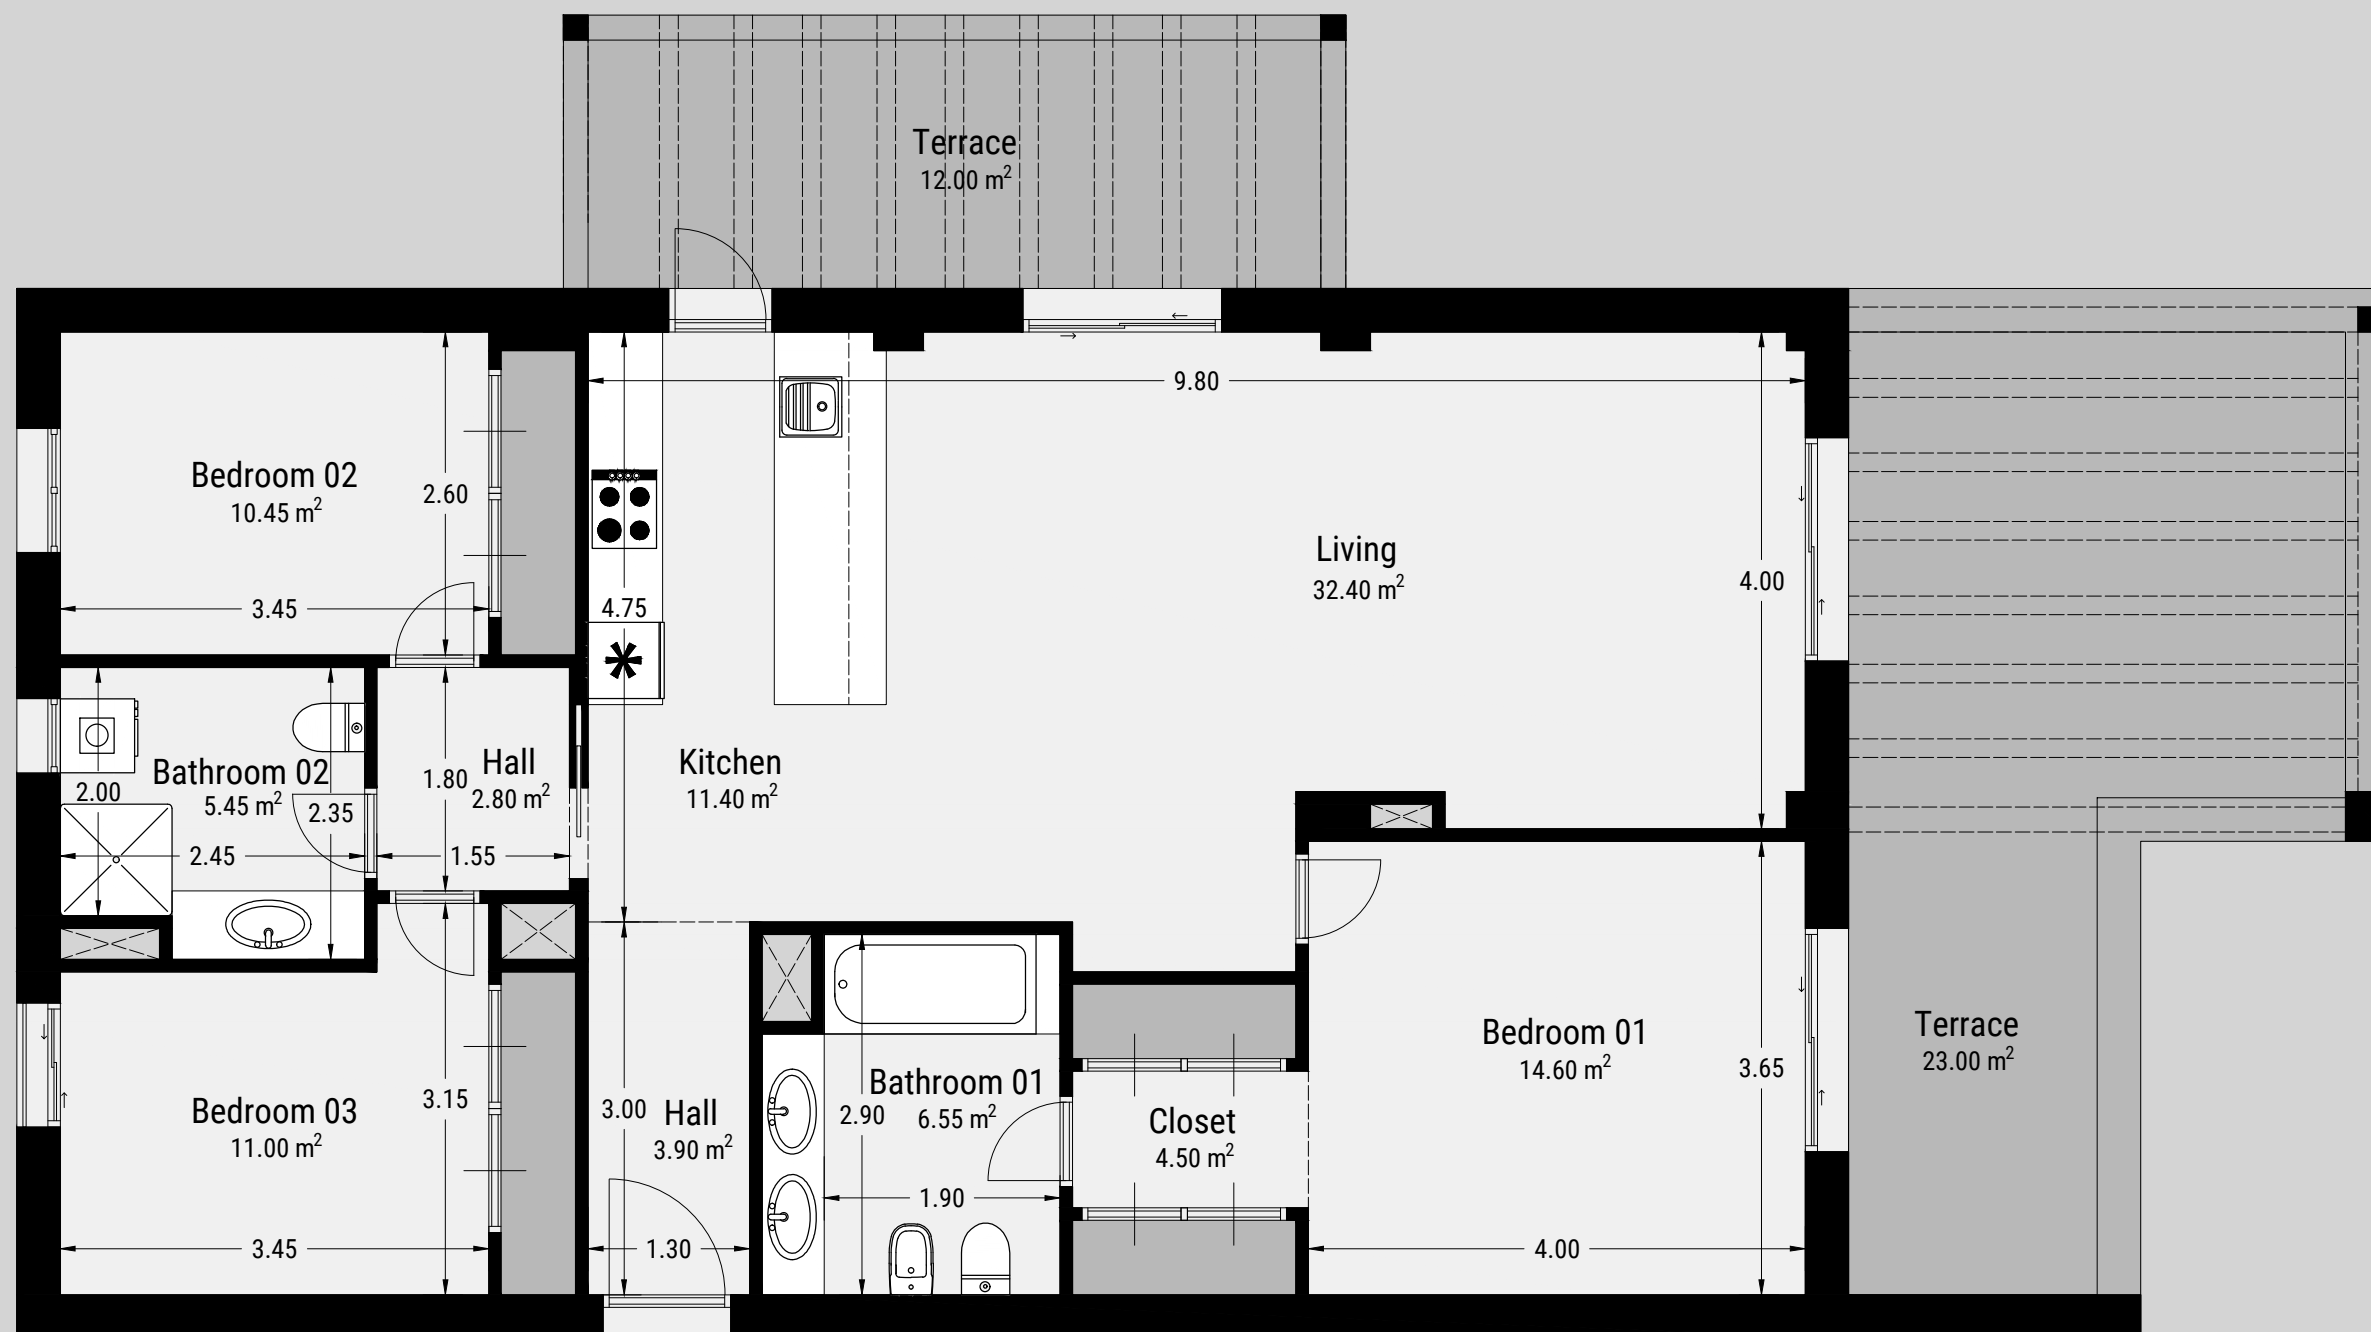 Terrace
12.00 m²
9.80
Bedroom 02
10.45 m²
2.60
3.45
4.75
Living
32.40 m²
4.00
Bathroom 02
5.45 m²
2.00
2.35
2.45
Hall
2.80 m²
1.80
1.55
Kitchen
11.40 m²
Bedroom 03
11.00 m²
3.15
3.45
3.00
Hall
3.90 m²
1.30
Bathroom 01
6.55 m²
2.90
1.90
Closet
4.50 m²
Bedroom 01
14.60 m²
3.65
4.00
Terrace
23.00 m²